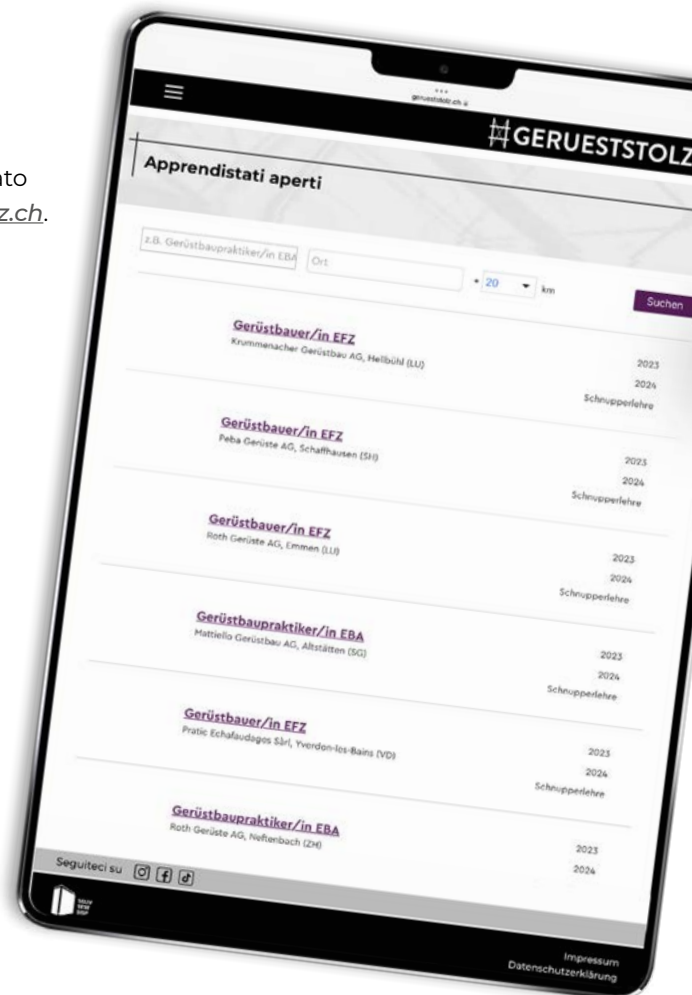 nto
z.ch.
gerueststolz.ch
#GERUESTSTOLZ
Apprendistati aperti
z.B. Gerüstbaupraktiker/in EBA
Ort
+ 20 km
Suchen
Gerüstbauer/in EFZ
Krummenacher Gerüstbau AG, Hellbühl (LU)
2023
2024
Schnupperlehre
Gerüstbauer/in EFZ
Peba Gerüste AG, Schaffhausen (SH)
2023
2024
Schnupperlehre
Gerüstbauer/in EFZ
Roth Gerüste AG, Emmen (LU)
2023
2024
Schnupperlehre
Gerüstbaupraktiker/in EBA
Mattiello Gerüstbau AG, Altstätten (SG)
2023
2024
Schnupperlehre
Gerüstbauer/in EFZ
Pratic Echafaudages Sàrl, Yverdon-les-Bains (VD)
2023
2024
Schnupperlehre
Gerüstbaupraktiker/in EBA
Roth Gerüste AG, Neftenbach (ZH)
2023
2024
Seguiteci su
Impressum
Datenschutzerklärung